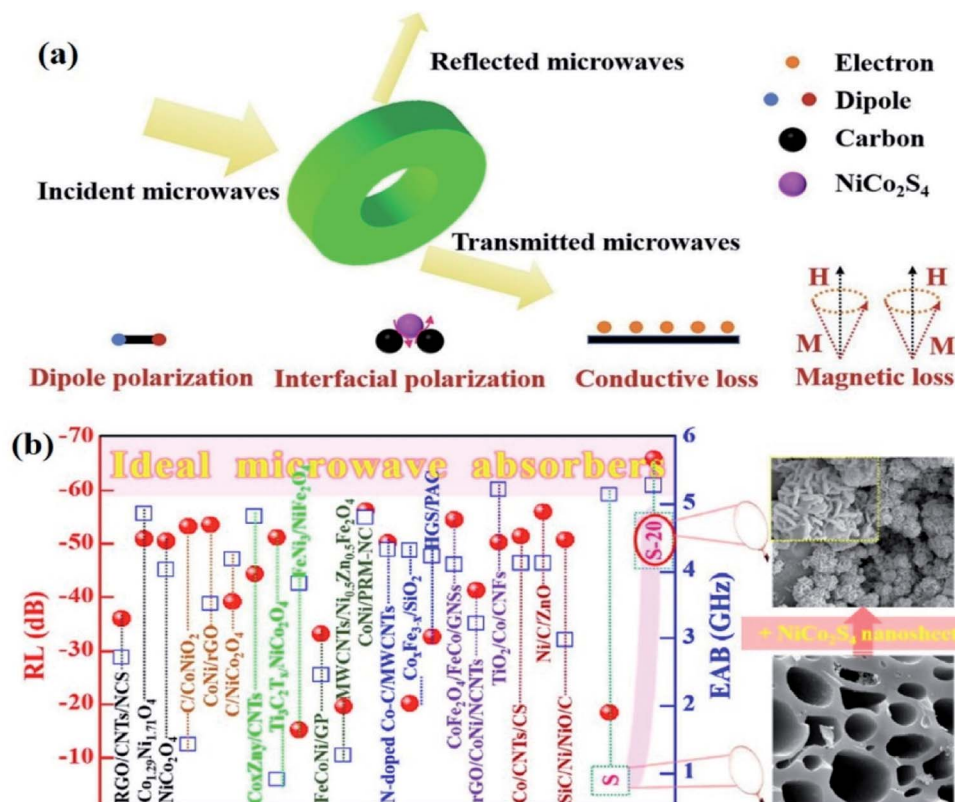 (a)
Reflected microwaves
Incident microwaves
Transmitted microwaves
Electron
Dipole
Carbon
NiCo₂S₄
H H
M M
Dipole polarization
Interfacial polarization
Conductive loss
Magnetic loss
(b)
Ideal microwave absorbers
RL (dB)
-70
-60
-50
-40
-30
-20
-10
RGO/CNTs/NCS
Co₁.₂₉Ni₁.₇₁O₄
NiCo₂O₄
C/CoNiO₂
CoNi/rGO
C/NiCo₂O₄
CoxZny/CNTs
Ti₃C₂Tₓ/NiCo₂O₄
FeNi₃/NiFe₂O₄
FeCoNi/GP
MWCNTs/Ni₀.₅Zn₀.₅Fe₂O₄
CoNi/PRM-NC
N-doped Co-C/MWCNTs
CoₓFe₃₋ₓ/SiO₂
HGS/PAC
CoFe₂O₄/FeCo/GNSs
rGO/CoNi/NCNTs
TiO₂/Co/CNFs
Co/CNTs/CS
Ni/C/ZnO
SiC/Ni/NiO/C
S
S-20
6
5
4
3
2
1
EAB (GHz)
+ NiCo₂S₄ nanosheet